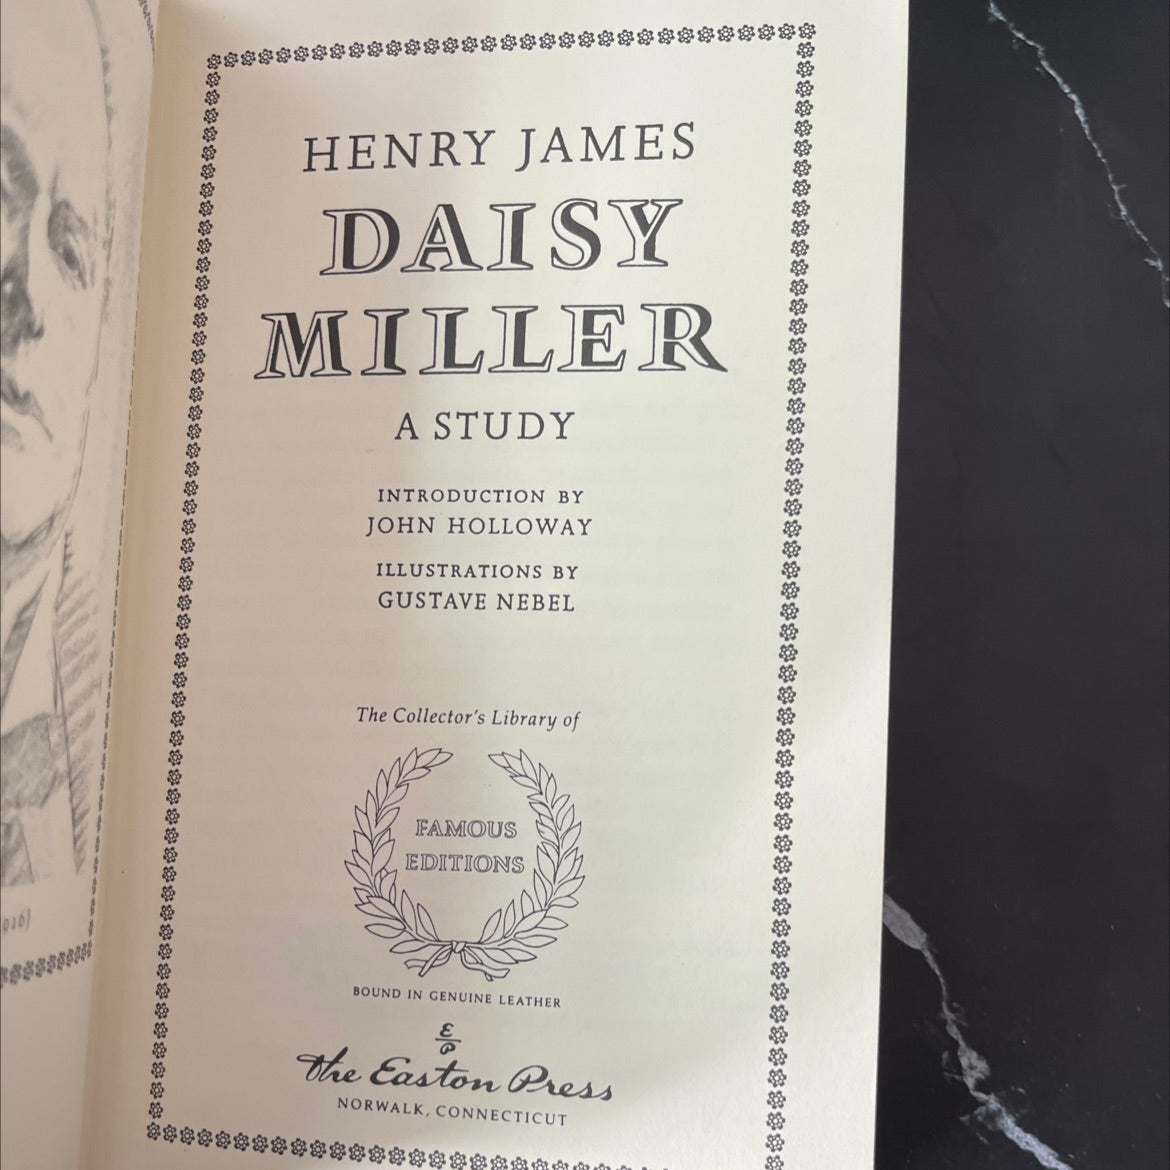 HENRY JAMES
DAISY
MILLER
A STUDY
INTRODUCTION BY
JOHN HOLLOWAY
ILLUSTRATIONS BY
GUSTAVE NEBEL
The Collector's Library of
FAMOUS
EDITIONS
BOUND IN GENUINE LEATHER
E
P
The Easton Press
NORWALK, CONNECTICUT
916)